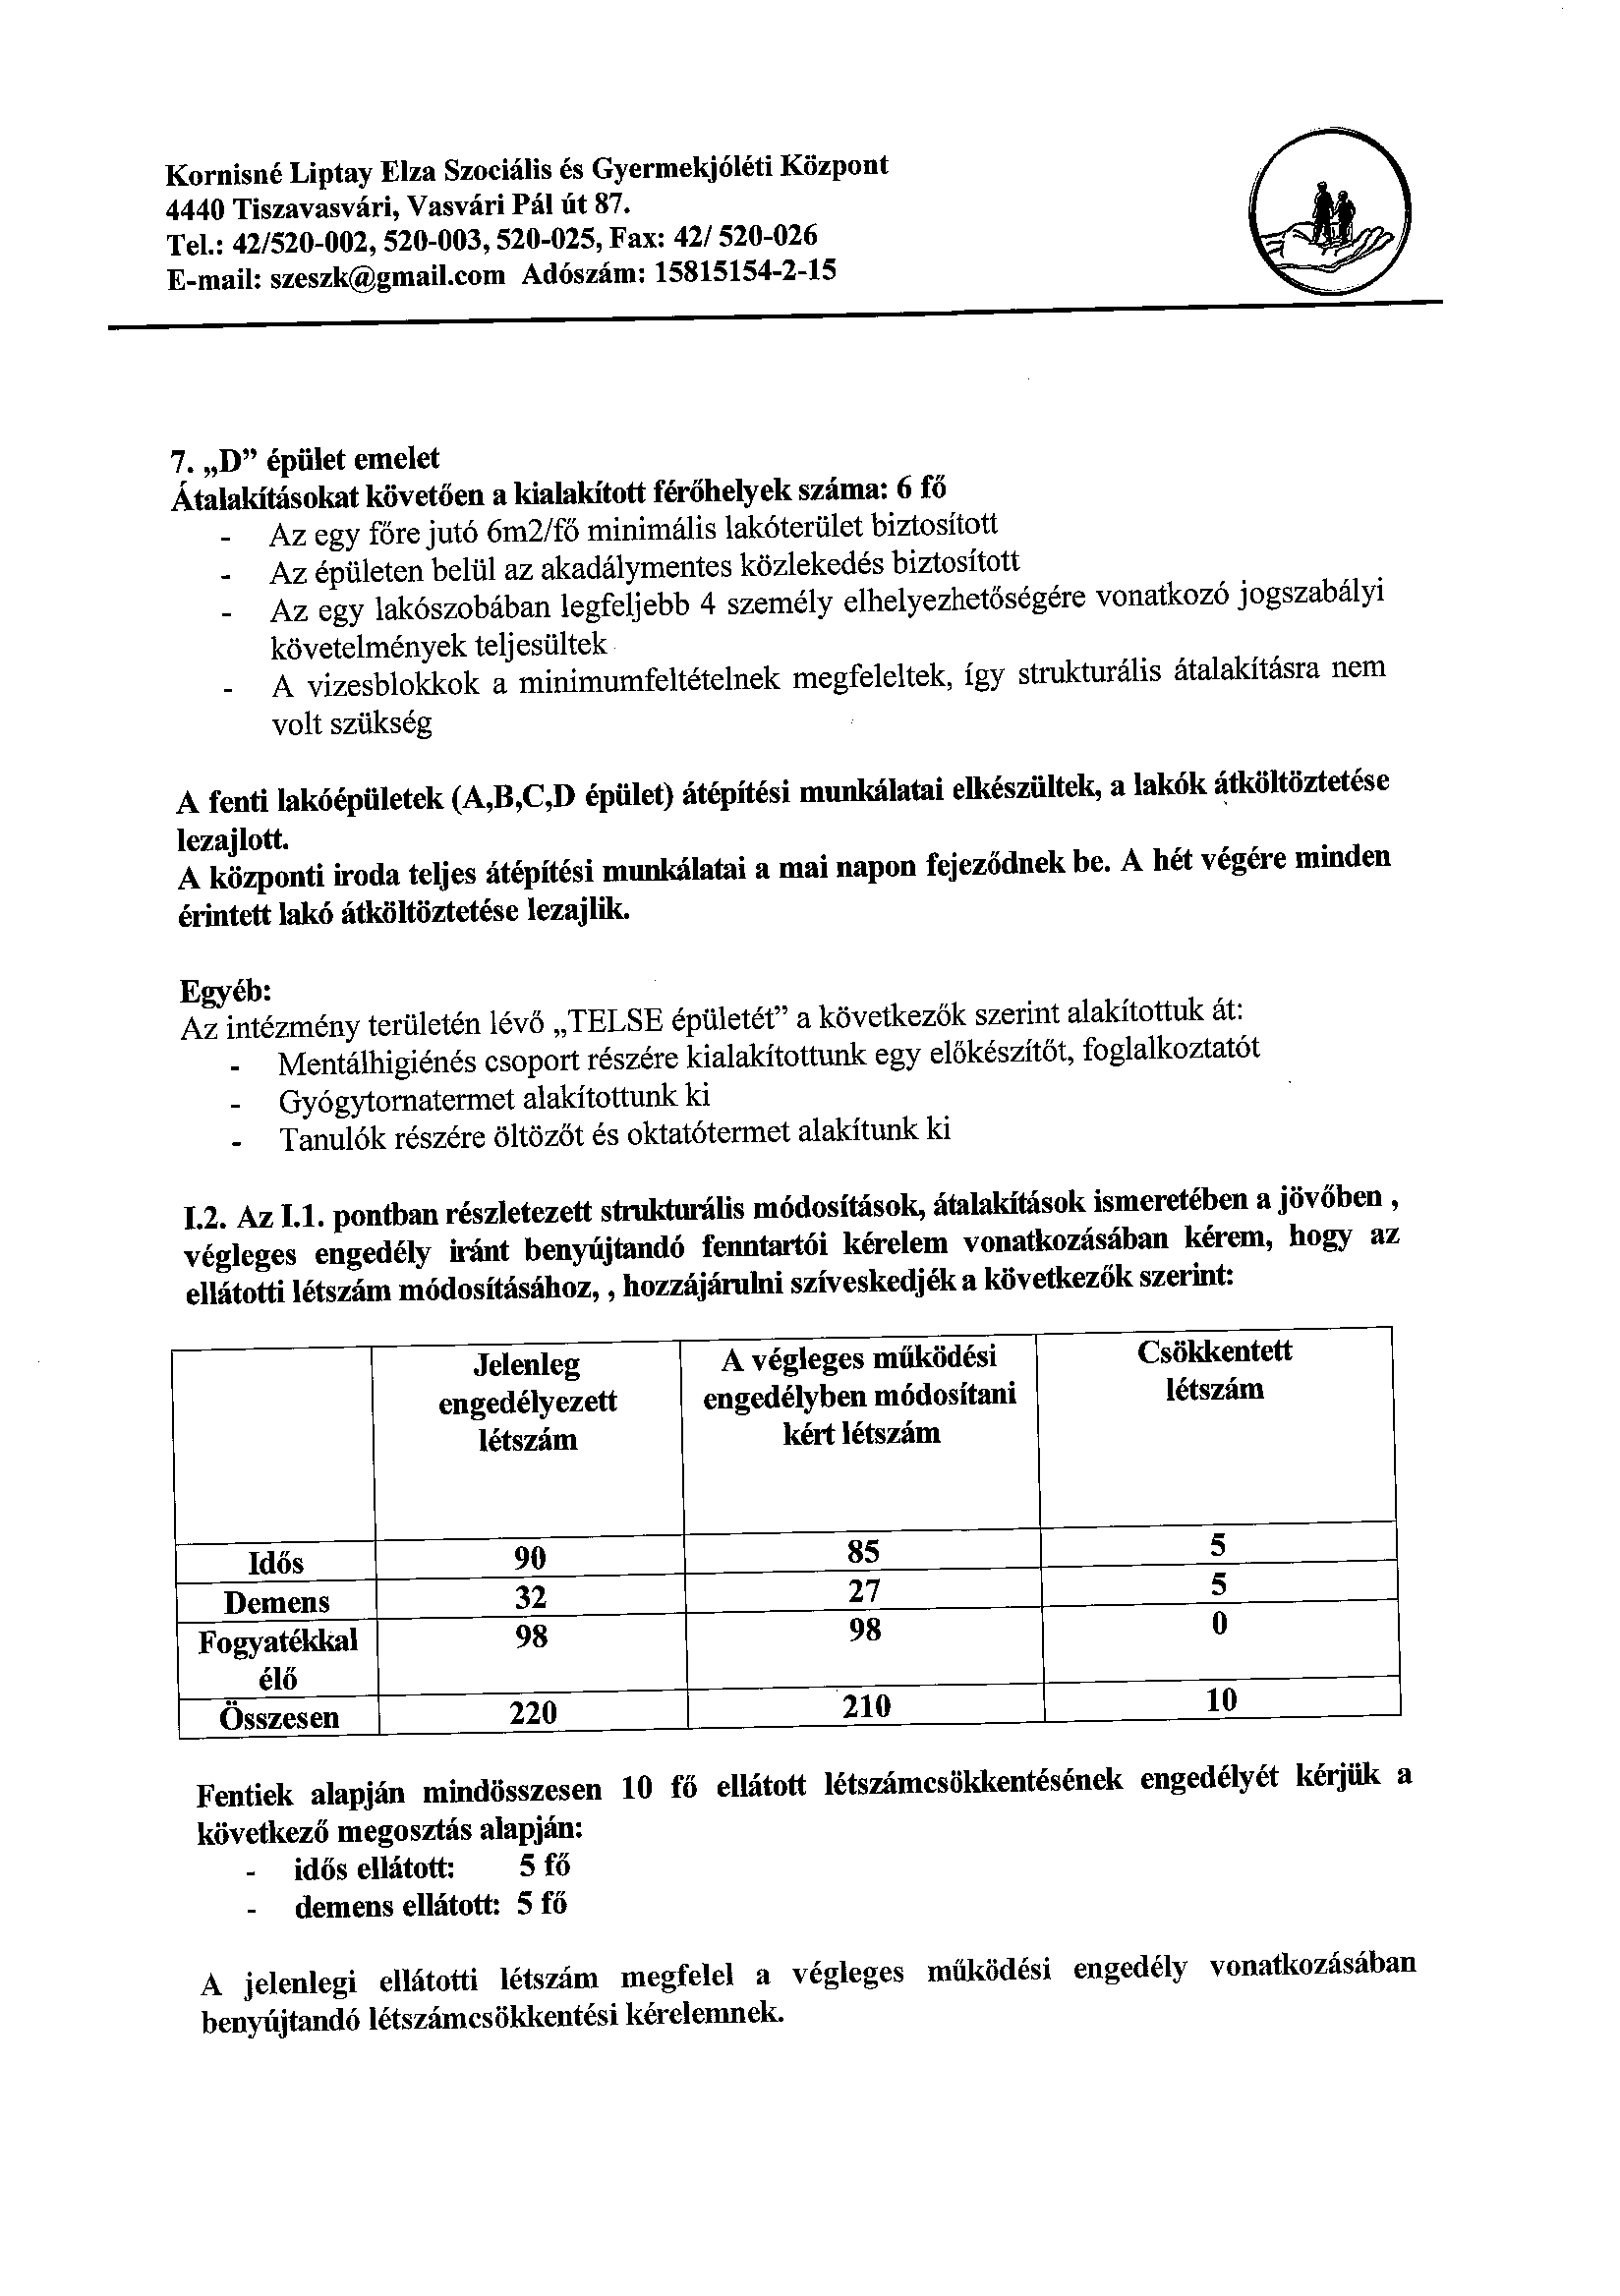 Kornisné Liptay Elza Szociális és Gyermekjóléti Központ
4440 Tiszavasvári, Vasvári Pál út 87.
Tel.: 42/520-002, 520-003, 520-025, Fax: 42/ 520-026
E-mail: szeszk@gmail.com Adószám: 15815154-2-15
7. „D” épület emelet
Átalakításokat követően a kialakított férőhelyek száma: 6 fő
- Az egy főre jutó 6m2/fő minimális lakóterület biztosított
- Az épületen belül az akadálymentes közlekedés biztosított
- Az egy lakószobában legfeljebb 4 személy elhelyezhetőségére vonatkozó jogszabályi
követelmények teljesültek
- A vizesblokkok a minimumfeltételnek megfeleltek, így strukturális átalakításra nem
volt szükség
A fenti lakóépületek (A,B,C,D épület) átépítési munkálatai elkészültek, a lakók átköltöztetése
lezajlott.
A központi iroda teljes átépítési munkálatai a mai napon fejeződnek be. A hét végére minden
érintett lakó átköltöztetése lezajlik.
Egyéb:
Az intézmény területén lévő „TELSE épületét” a következők szerint alakítottuk át:
- Mentálhigiénés csoport részére kialakítottunk egy előkészítőt, foglalkoztatót
- Gyógytornatermet alakítottunk ki
- Tanulók részére öltözőt és oktatótermet alakítunk ki
I.2. Az I.1. pontban részletezett strukturális módosítások, átalakítások ismeretében a jövőben ,
végleges engedély iránt benyújtandó fenntartói kérelem vonatkozásában kérem, hogy az
ellátotti létszám módosításához, , hozzájárulni szíveskedjék a következők szerint:
Jelenleg
engedélyezett
létszám
A végleges működési
engedélyben módosítani
kért létszám
Csökkentett
létszám
Idős 90 85 5
Demens 32 27 5
Fogyatékkal 98 98 0
élő
Összesen 220 210 10
Fentiek alapján mindösszesen 10 fő ellátott létszámcsökkentésének engedélyét kérjük a
következő megosztás alapján:
- idős ellátott: 5 fő
- demens ellátott: 5 fő
A jelenlegi ellátotti létszám megfelel a végleges működési engedély vonatkozásában
benyújtandó létszámcsökkentési kérelemnek.